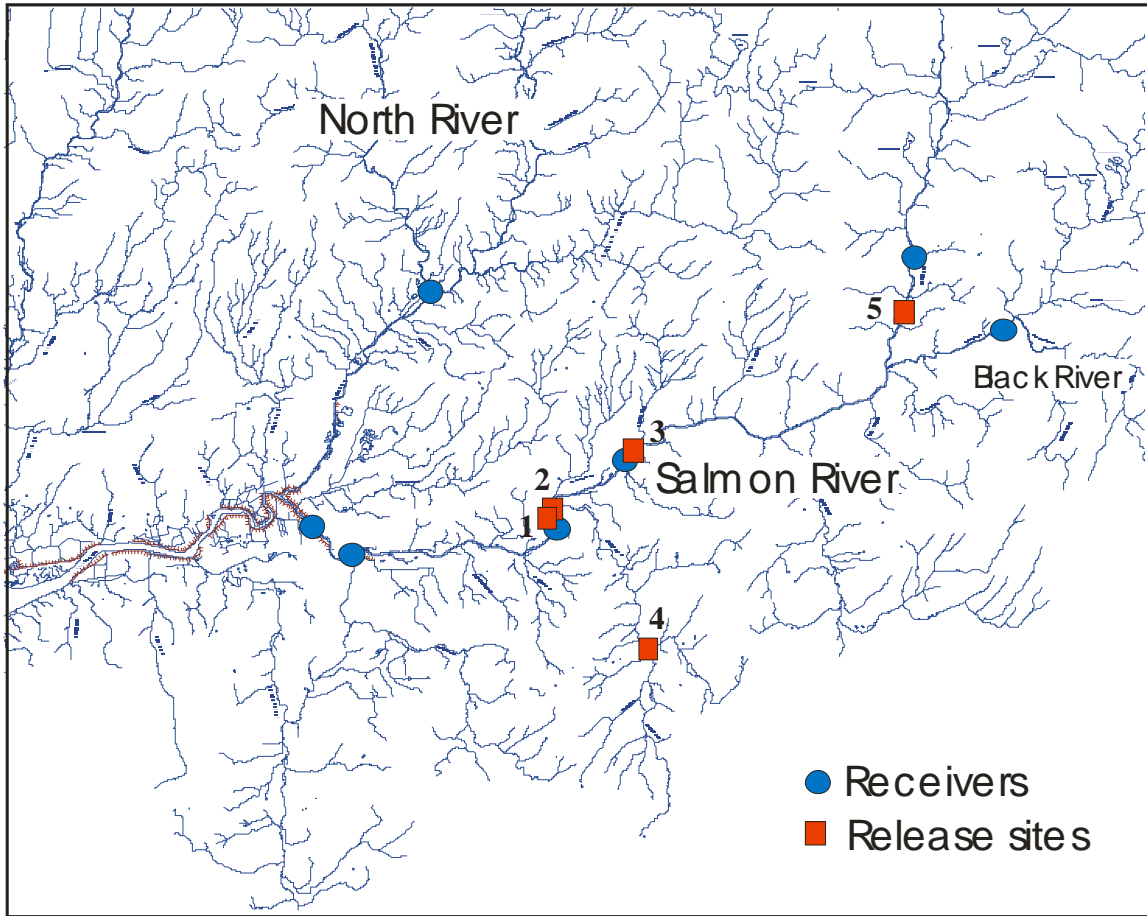 North River
5
Black River
3
Salmon River
2
1
4
Receivers
Release sites